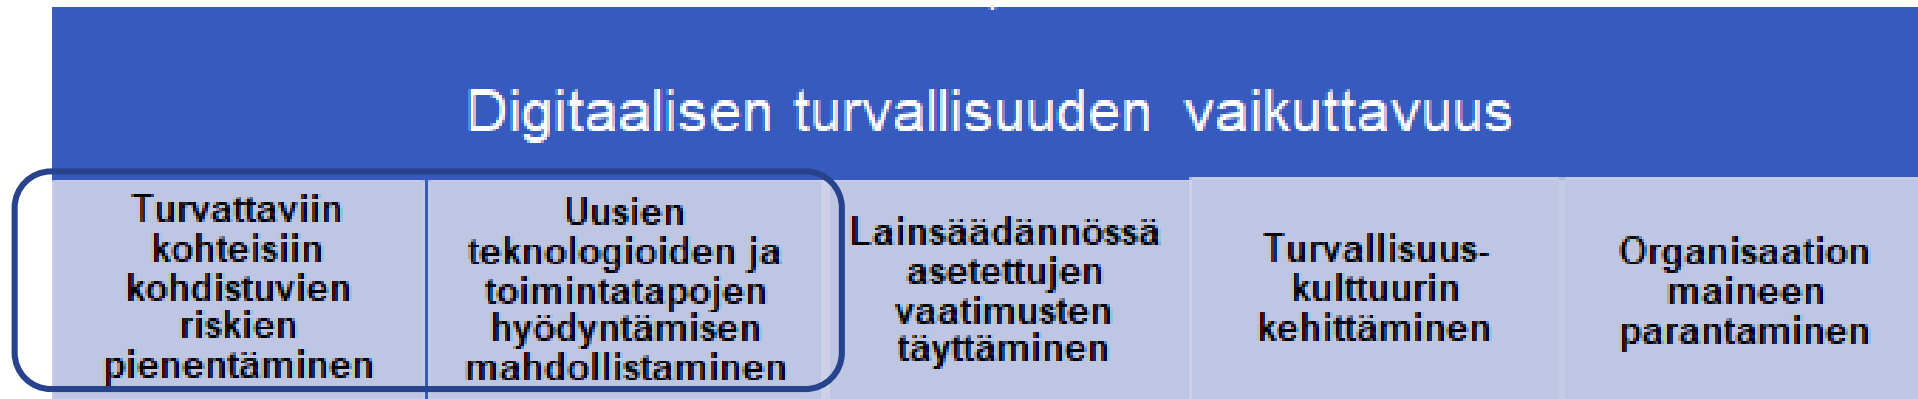 Digitaalisen turvallisuuden vaikuttavuus
Turvattaviin
kohteisiin
kohdistuvien
riskien
pienentäminen
Uusien
teknologioiden ja
toimintatapojen
hyödyntämisen
mahdollistaminen
Lainsäädännössä
asetettujen
vaatimusten
täyttäminen
Turvallisuus-
kulttuurin
kehittäminen
Organisaation
maineen
parantaminen